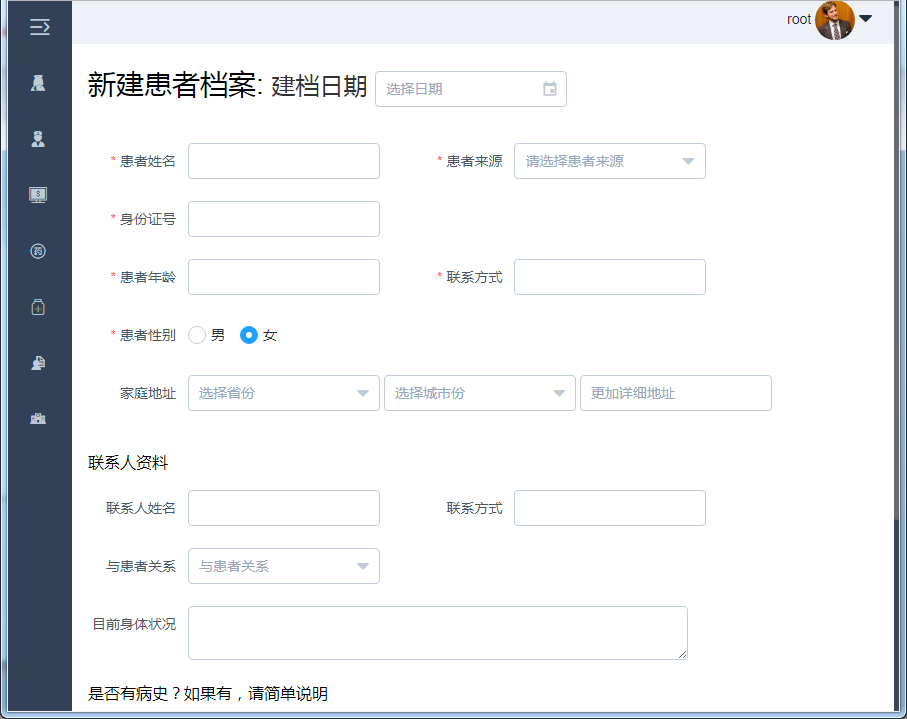 root
新建患者档案: 建档日期 选择日期
* 患者姓名 * 患者来源 请选择患者来源
* 身份证号
* 患者年龄 * 联系方式
* 患者性别 男 女
家庭地址 选择省份 选择城市份 更加详细地址
联系人资料
联系人姓名 联系方式
与患者关系 与患者关系
目前身体状况
是否有病史？如果有，请简单说明